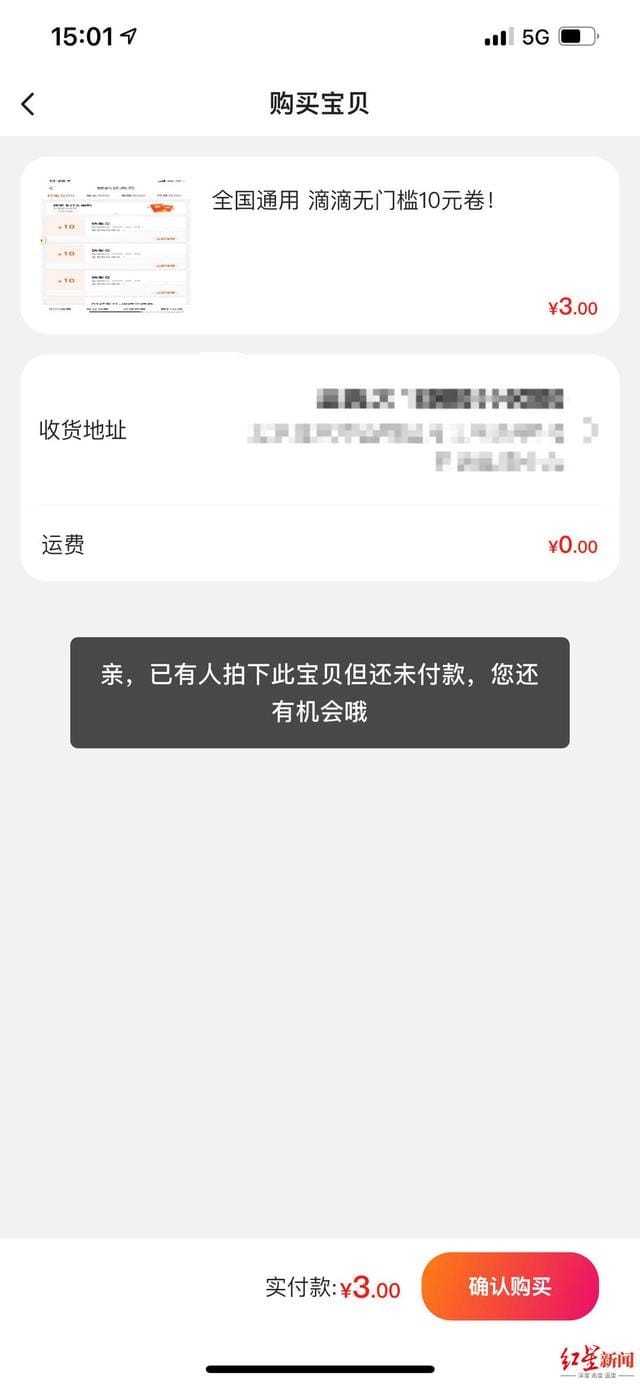 15:01
5G
购买宝贝
全国通用 滴滴无门槛10元卷!
¥3.00
收货地址
运费
¥0.00
亲，已有人拍下此宝贝但还未付款，您还
有机会哦
实付款:¥3.00
确认购买
红星新闻